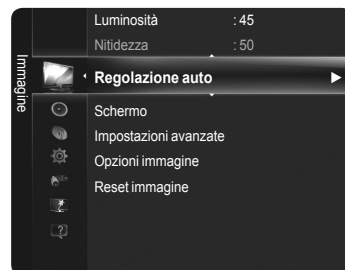 Immagine
Luminosità : 45
Nitidezza : 50
Regolazione auto
Schermo
Impostazioni avanzate
Opzioni immagine
Reset immagine